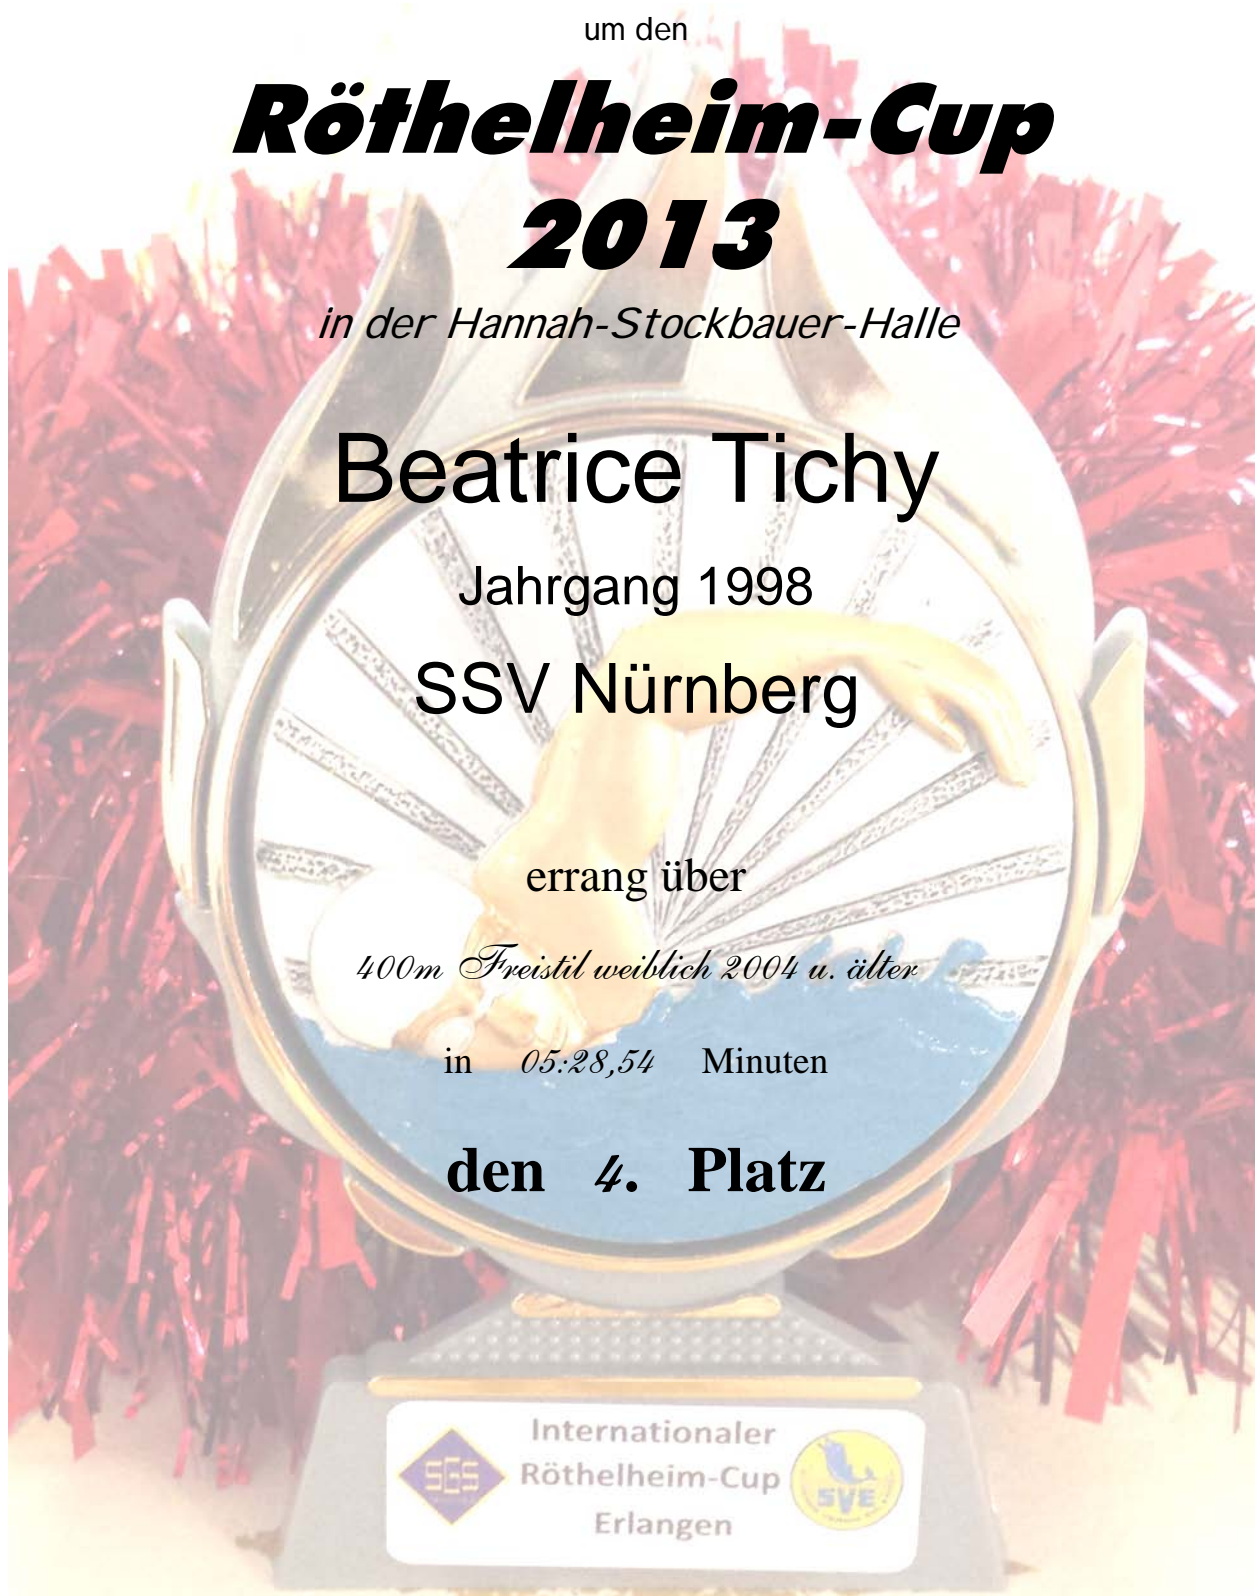 um den
Röthelheim-Cup
2013
in der Hannah-Stockbauer-Halle
Beatrice Tichy
Jahrgang 1998
SSV Nürnberg
errang über
400m Freistil weiblich 2004 u. älter
in 05:28,54 Minuten
den 4. Platz
Internationaler
Röthelheim-Cup
Erlangen
SGS
SVE